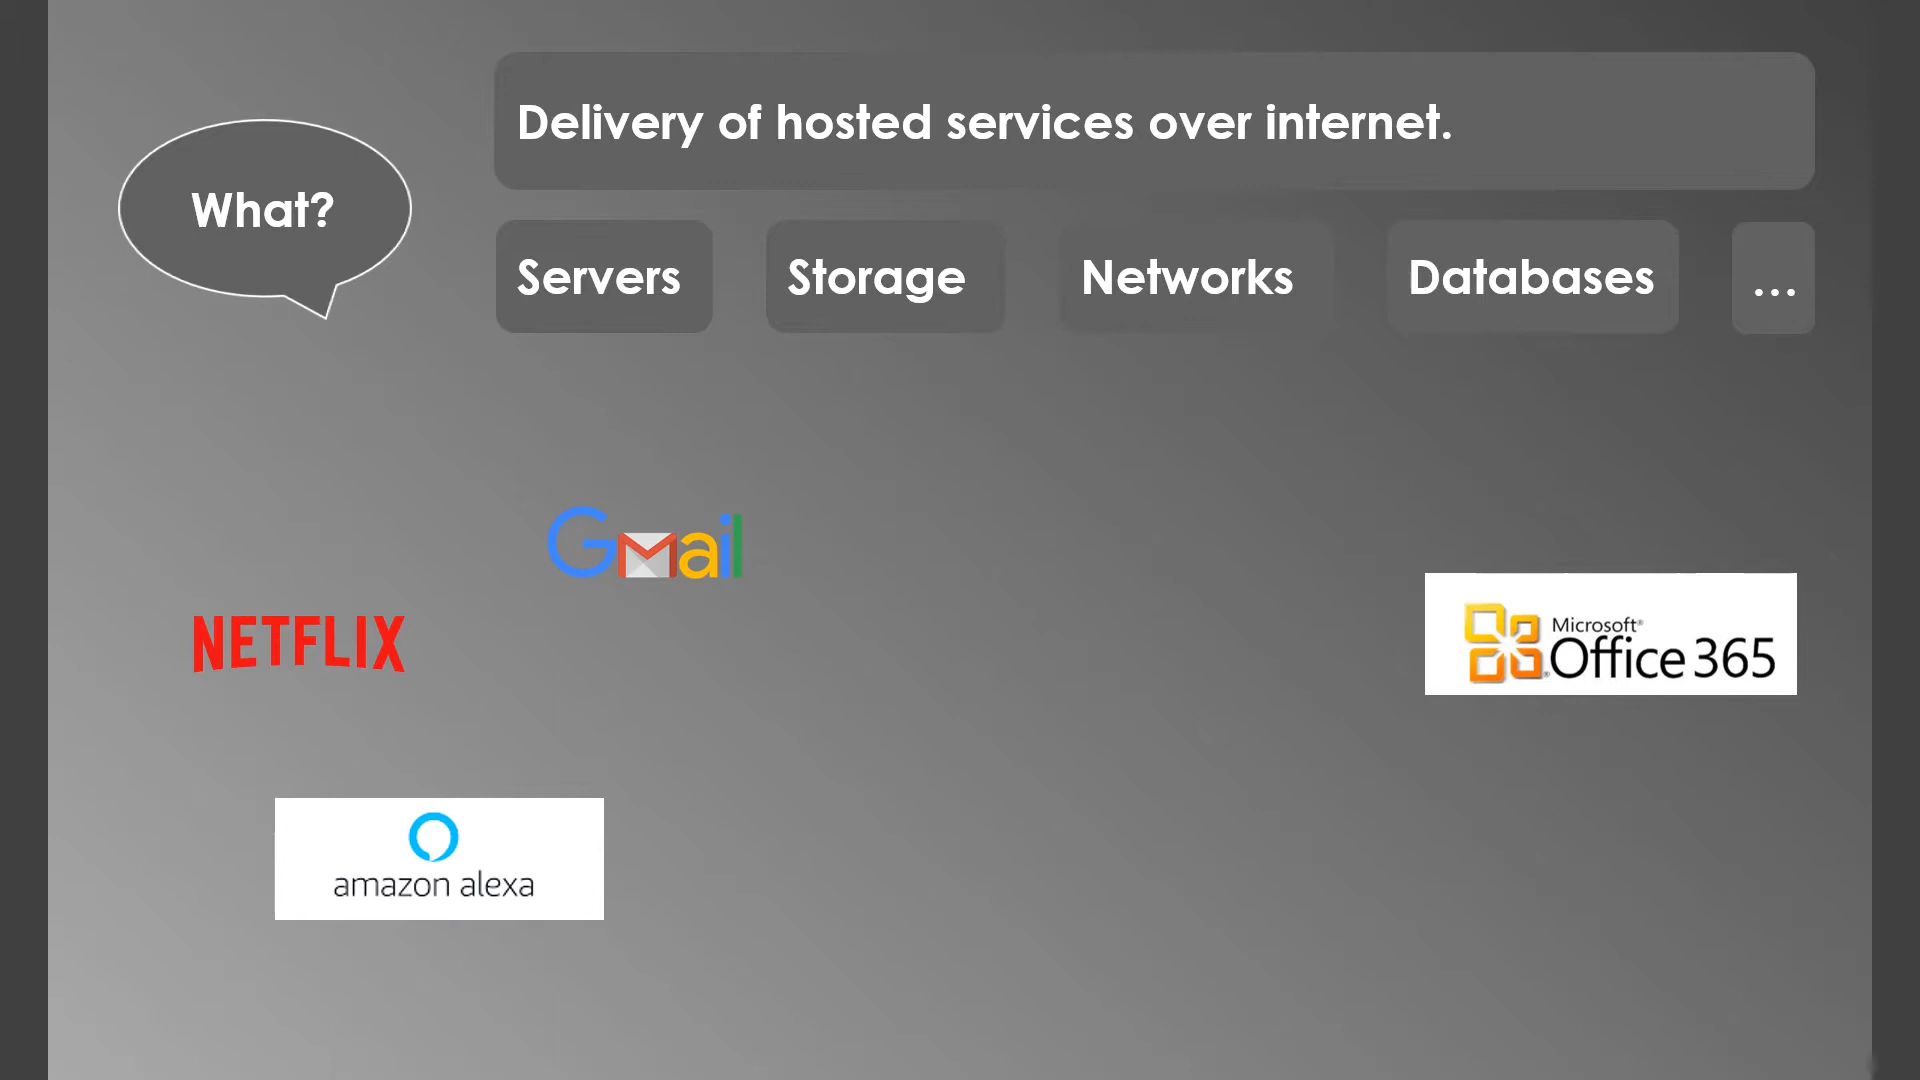 Delivery of hosted services over internet.
What?
Servers
Storage
Networks
Databases
...
Gmail
NETFLIX
Microsoft®
Office 365
amazon alexa